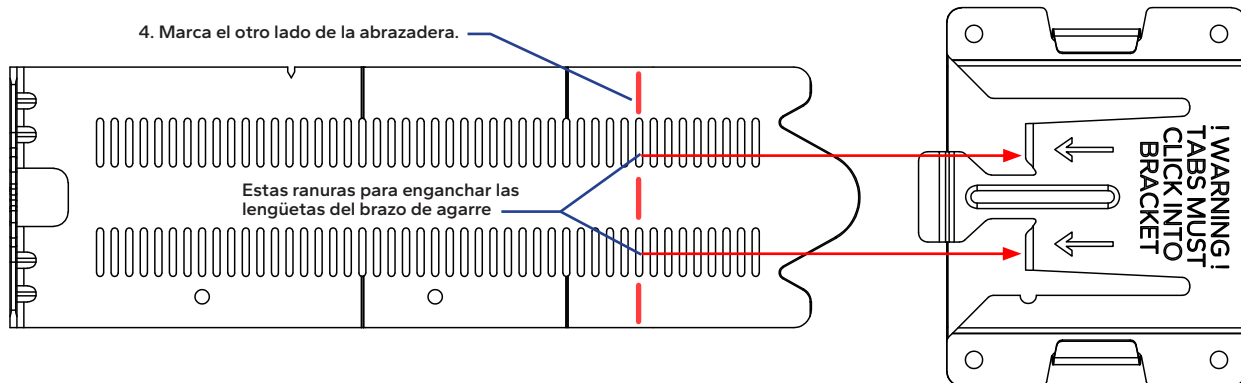 4. Marca el otro lado de la abrazadera.
Estas ranuras para enganchar las
lengüetas del brazo de agarre
! WARNING !
TABS MUST
CLICK INTO
BRACKET